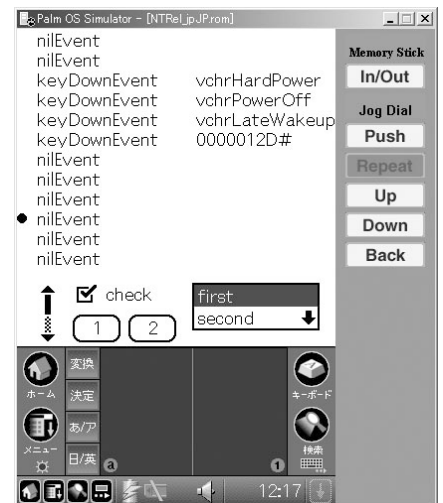 Palm OS Simulator - [NTRel_jpJP.rom]
nilEvent
nilEvent
keyDownEvent vchrHardPower
keyDownEvent vchrPowerOff
keyDownEvent vchrLateWakeup
keyDownEvent 0000012D#
nilEvent
nilEvent
nilEvent
nilEvent
nilEvent
nilEvent
check
1 2
first
second
Memory Stick
In/Out
Jog Dial
Push
Repeat
Up
Down
Back
ホーム
変換
決定
キーボード
メニュー
あ/ア
日/英
a
1
検索
12:17